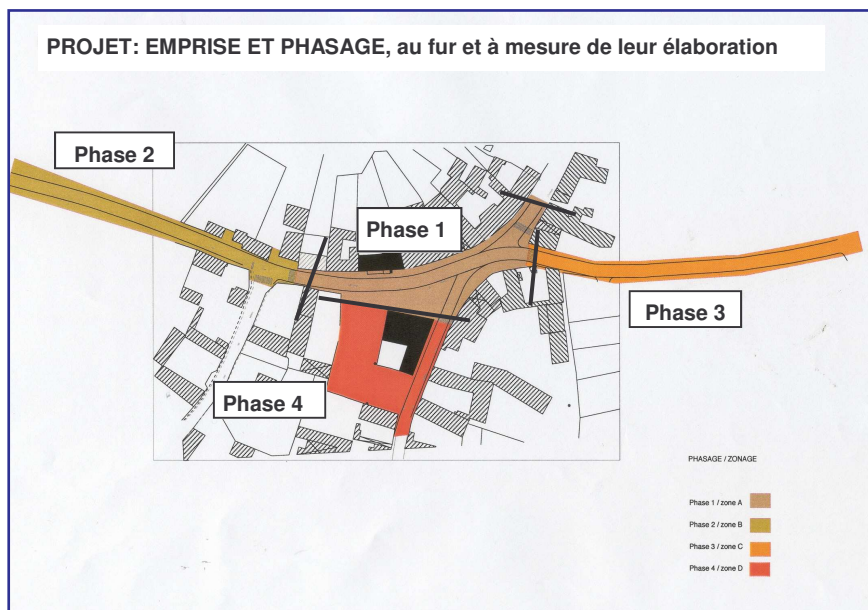 PROJET: EMPRISE ET PHASAGE, au fur et à mesure de leur élaboration
Phase 2
Phase 1
Phase 3
Phase 4
PHASAGE / ZONAGE
Phase 1 / zone A
Phase 2 / zone B
Phase 3 / zone C
Phase 4 / zone D